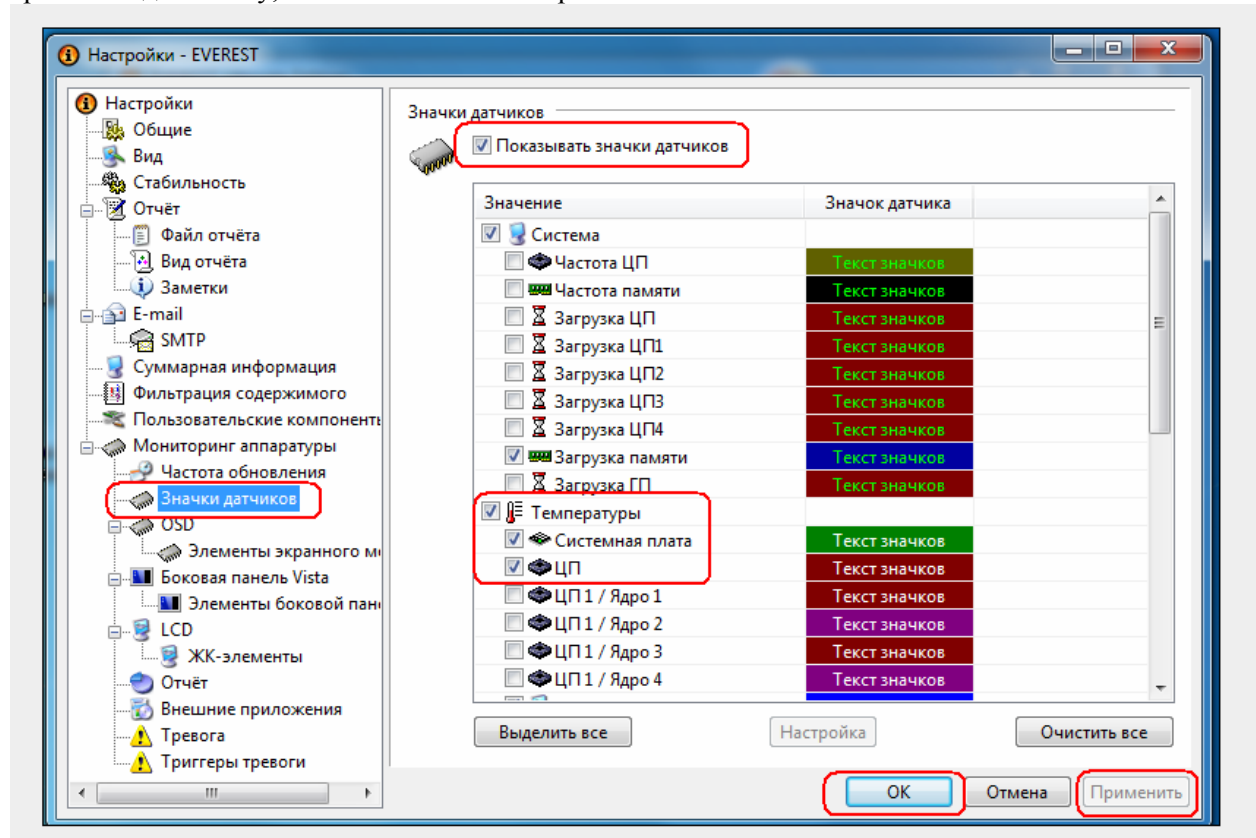 Настройки - EVEREST
Настройки
Общие
Вид
Стабильность
Отчёт
Файл отчёта
Вид отчёта
Заметки
E-mail
SMTP
Суммарная информация
Фильтрация содержимого
Пользовательские компоненты
Мониторинг аппаратуры
Частота обновления
Значки датчиков
OSD
Элементы экранного м
Боковая панель Vista
Элементы боковой пан
LCD
ЖК-элементы
Отчёт
Внешние приложения
Тревога
Триггеры тревоги
Значки датчиков
Показывать значки датчиков
Значение Значок датчика
Система
Частота ЦП Текст значков
Частота памяти Текст значков
Загрузка ЦП Текст значков
Загрузка ЦП1 Текст значков
Загрузка ЦП2 Текст значков
Загрузка ЦП3 Текст значков
Загрузка ЦП4 Текст значков
Загрузка памяти Текст значков
Загрузка ГП Текст значков
Температуры
Системная плата Текст значков
ЦП Текст значков
ЦП 1 / Ядро 1 Текст значков
ЦП 1 / Ядро 2 Текст значков
ЦП 1 / Ядро 3 Текст значков
ЦП 1 / Ядро 4 Текст значков
Выделить все Настройка Очистить все
OK Отмена Применить